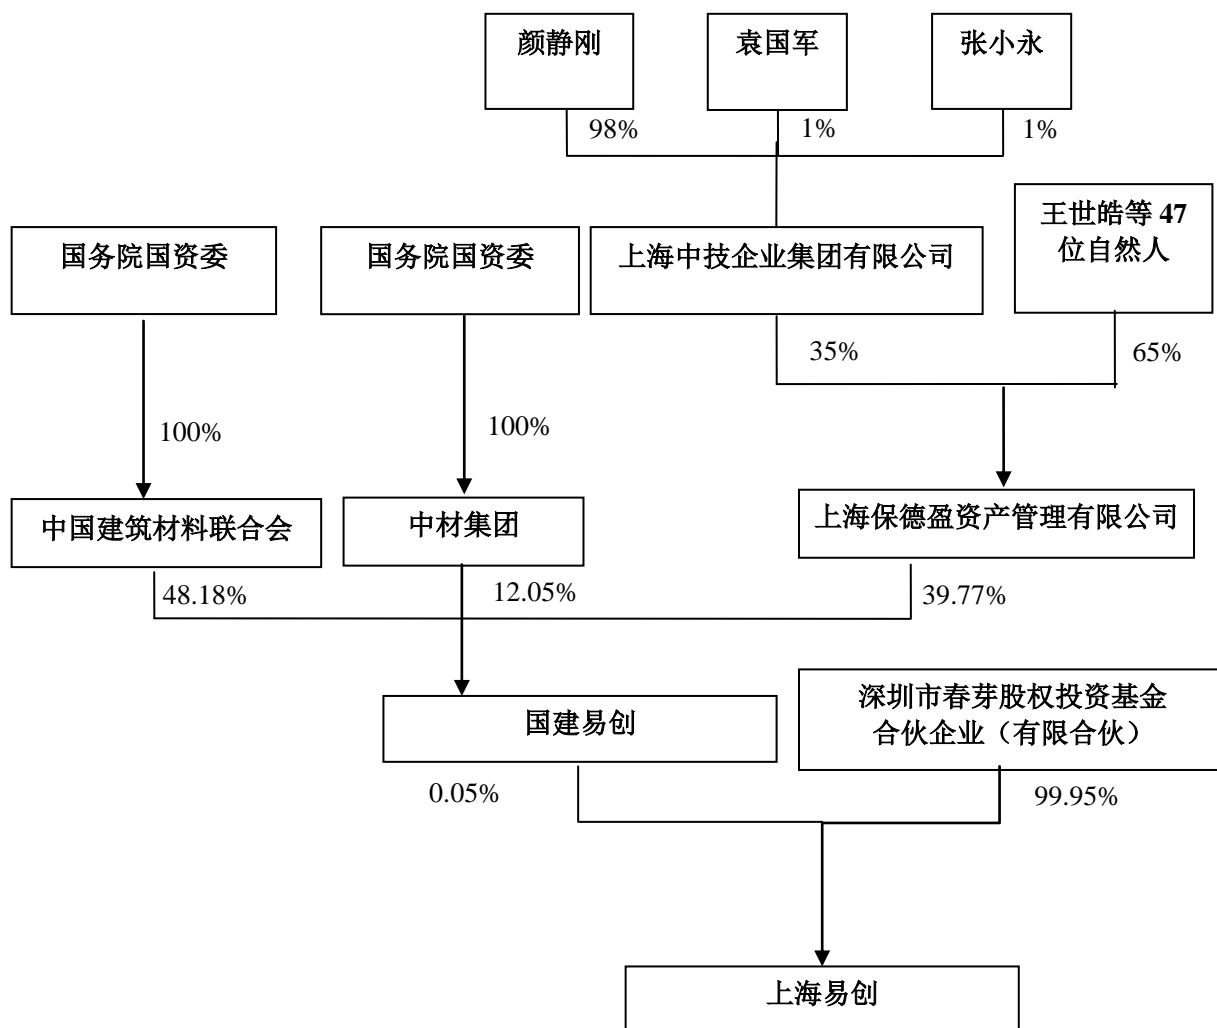 颜静刚
袁国军
张小永
98%
1%
1%
王世皓等 47
位自然人
国务院国资委
国务院国资委
上海中技企业集团有限公司
35%
65%
100%
100%
中国建筑材料联合会
中材集团
上海保德盈资产管理有限公司
48.18%
12.05%
39.77%
国建易创
深圳市春芽股权投资基金
合伙企业（有限合伙）
0.05%
99.95%
上海易创